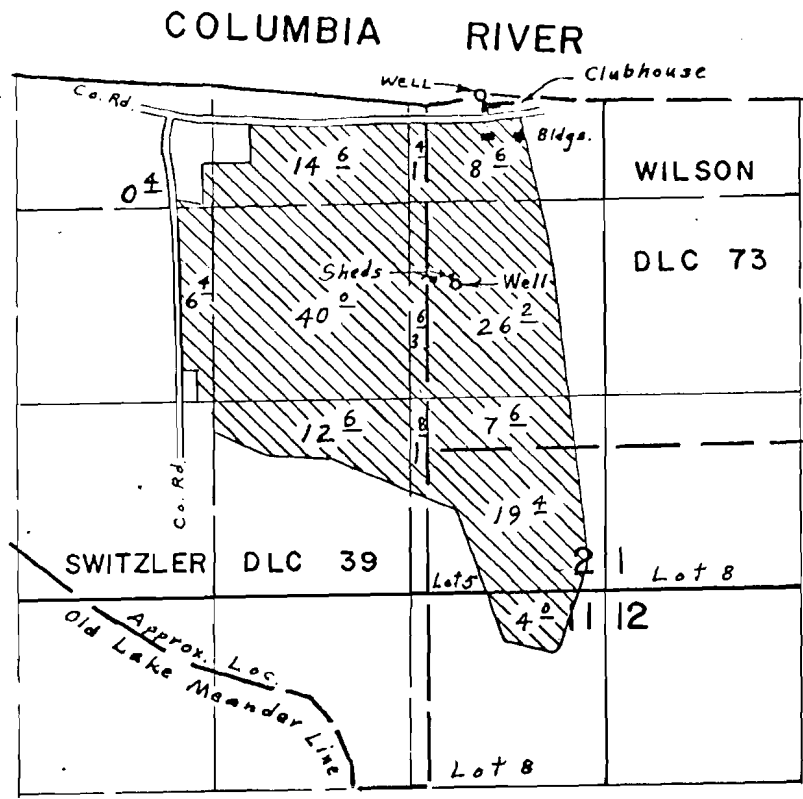 COLUMBIA RIVER
Well
Clubhouse
Co. Rd.
Bldgs.
14 6
1 4
8 6
WILSON
0 4
DLC 73
Sheds
Well
6 4
40 0
3 6
26 2
12 6
1 8
7 6
Co. Rd.
19 4
SWITZLER DLC 39
Lot 5
2 1
Lot 8
4 0
11 12
Approx. Loc.
Old Lake Meander Line
Lot 8